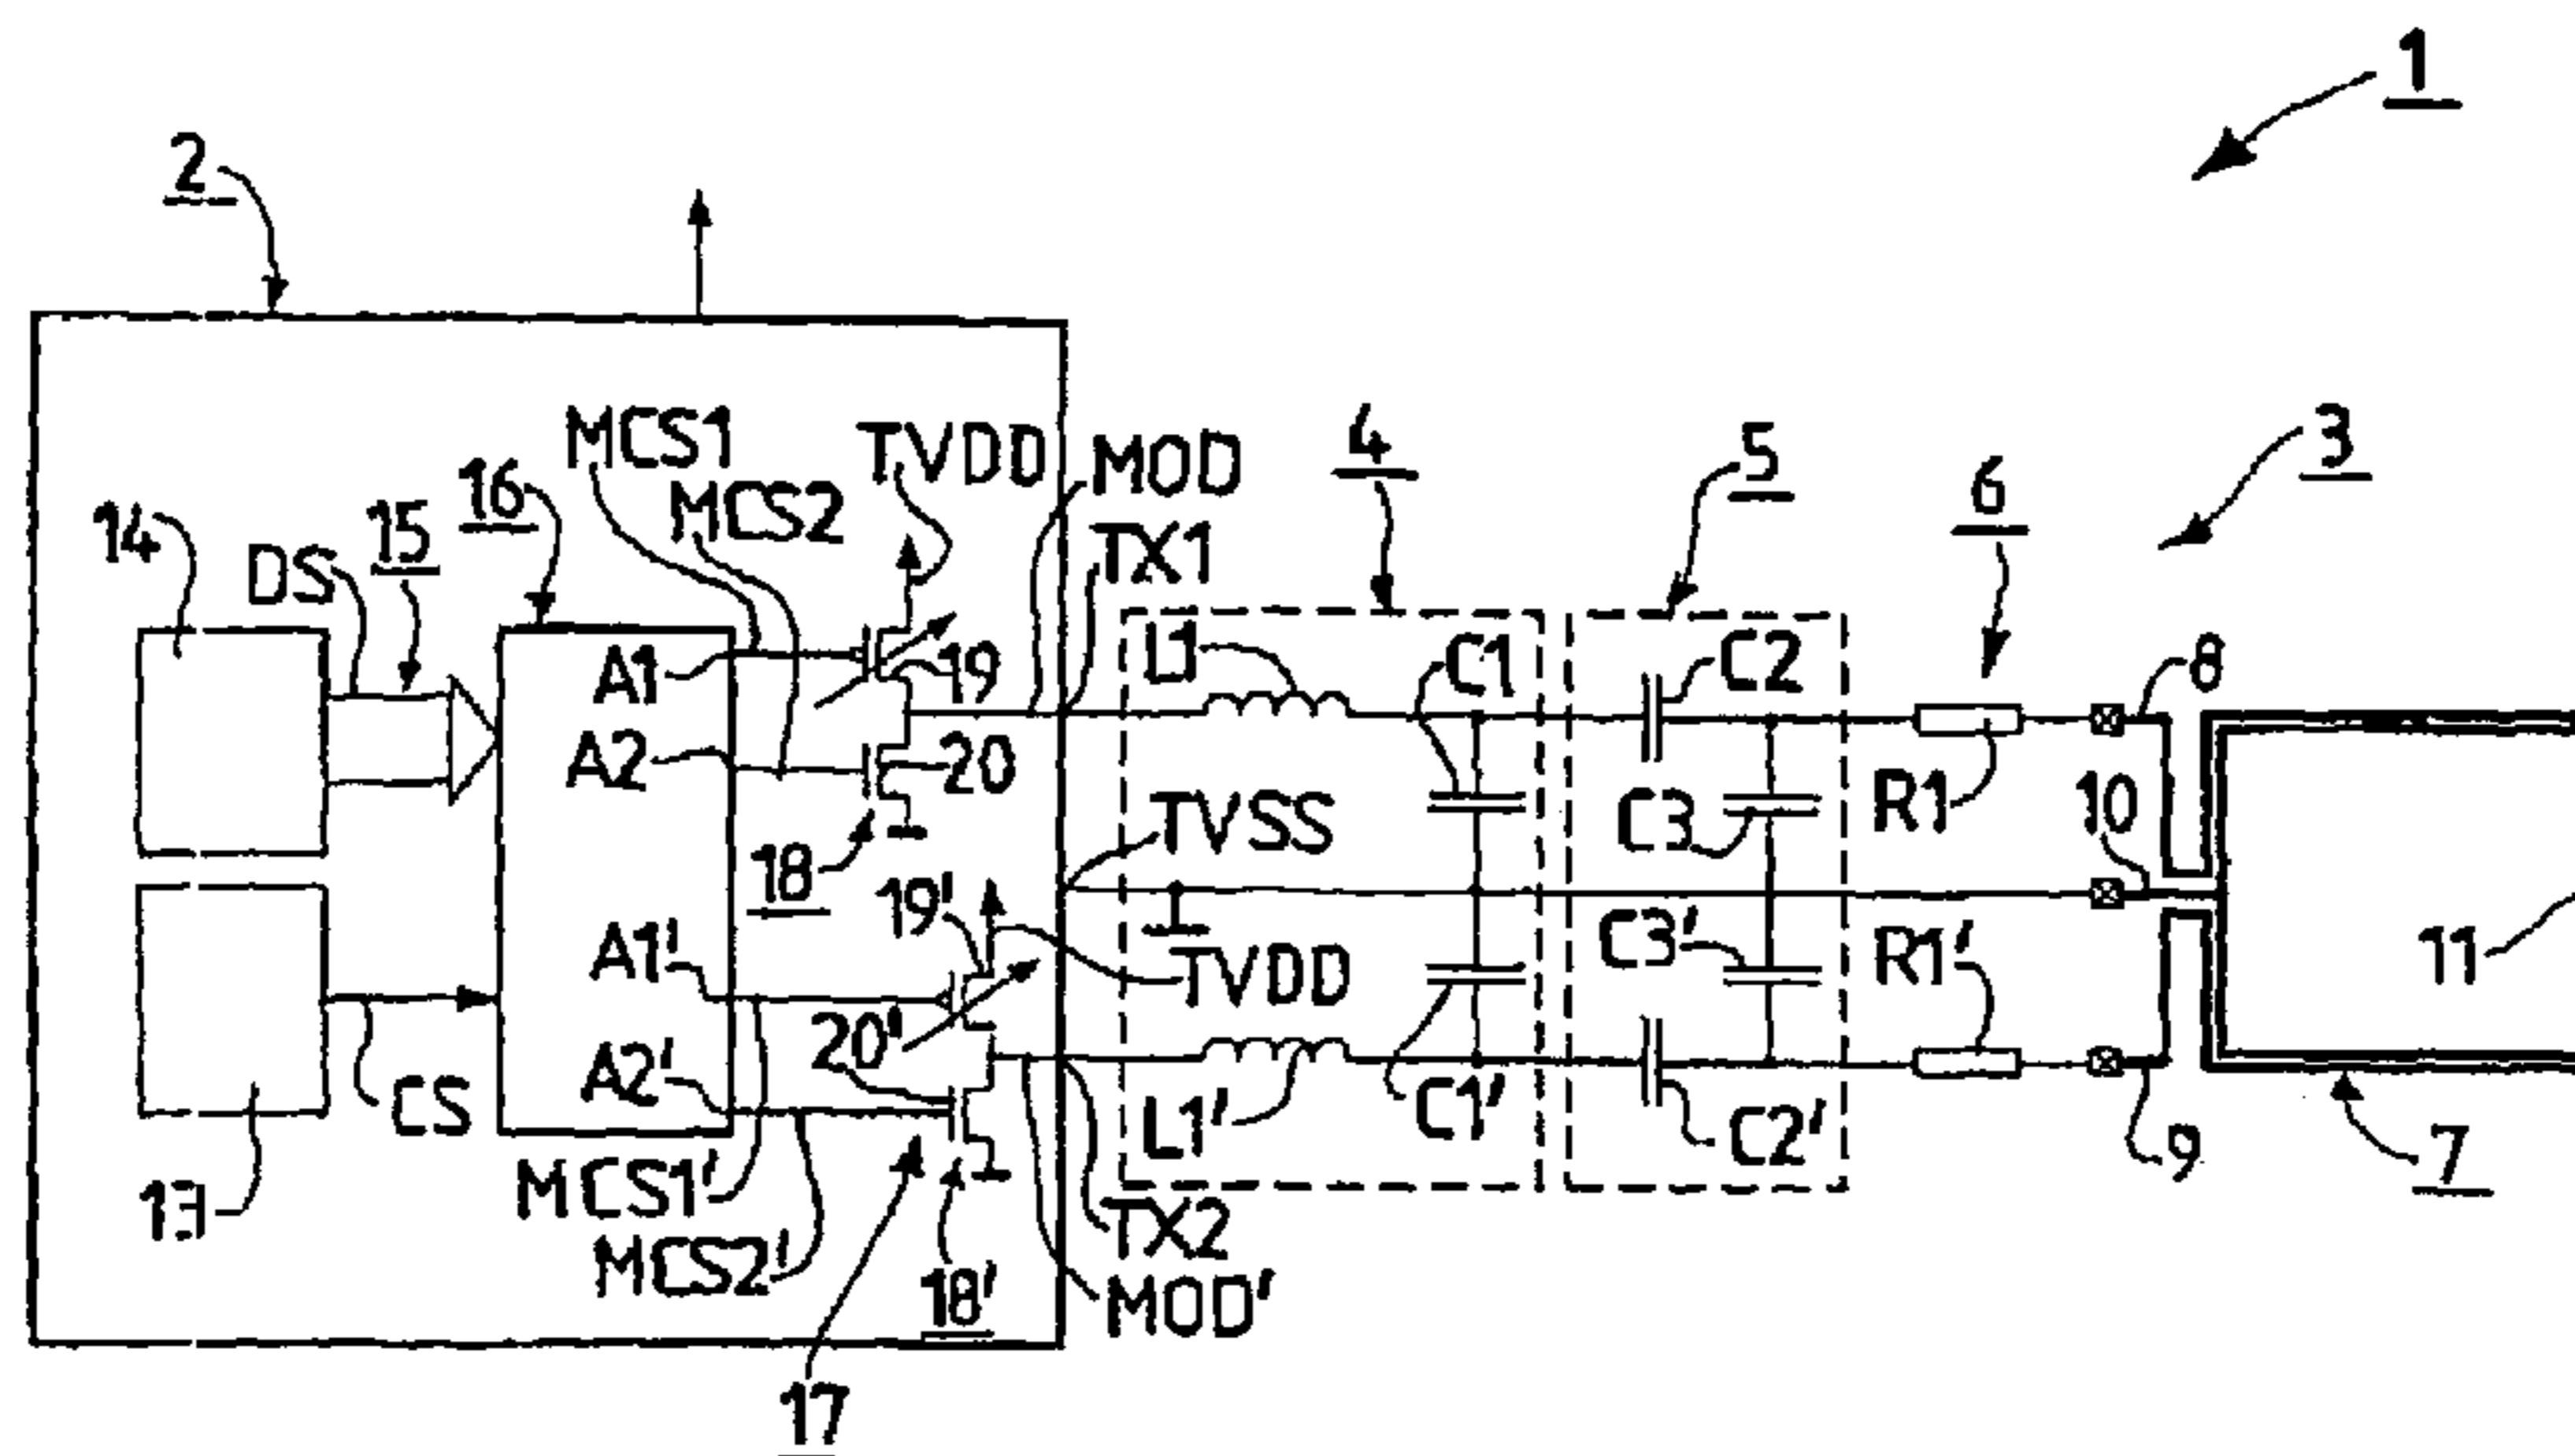 1
2
MCS1
TVDD
MOD
4
5
3
16
MCS2
6
14
DS
15
TX1
A1
19
L1
C1
C2
8
A2
20
TVSS
C3
R1
10
18
19'
A1'
TVDD
C3'
R1'
11
20'
A2'
CS
L1'
C1'
C2'
9
7
13
MCS1'
TX2
MCS2'
18'
MOD'
17